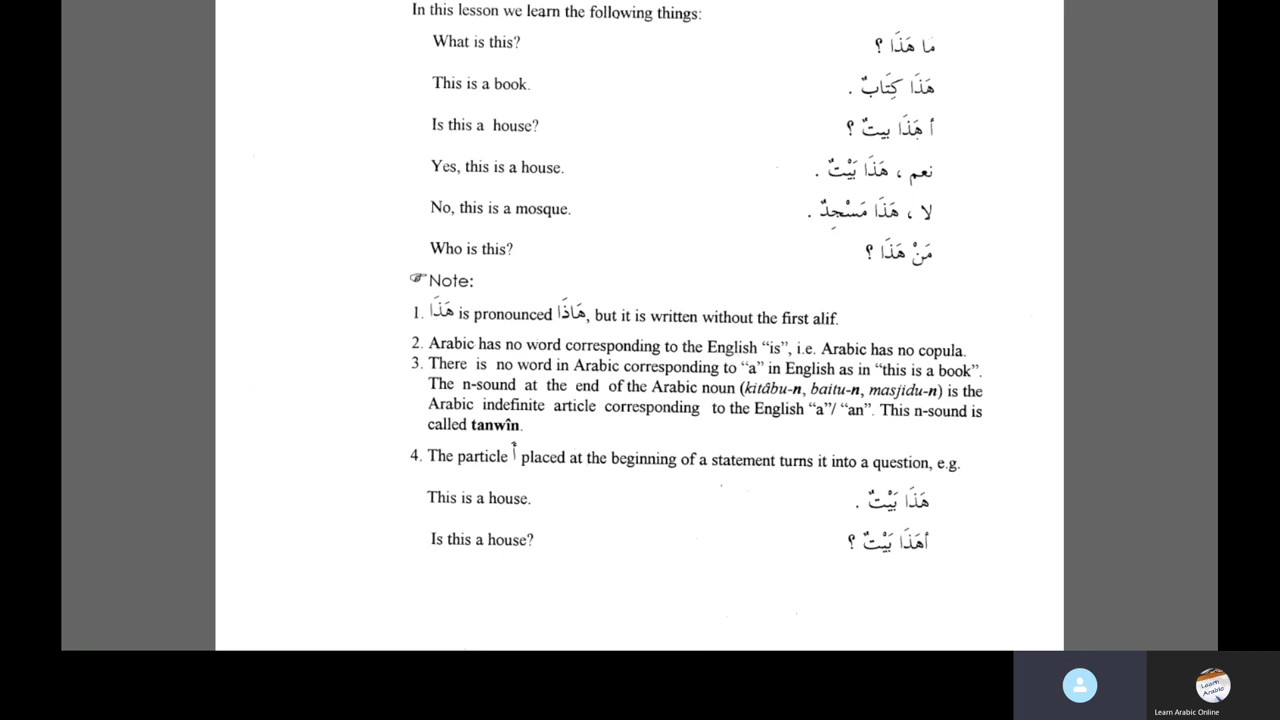 In this lesson we learn the following things:
What is this? مَا هَذَا ؟
This is a book. هَذَا كِتَابٌ .
Is this a house? أ هَذَا بيتٌ ؟
Yes, this is a house. نعم ، هَذَا بَيْتٌ .
No, this is a mosque. لا ، هَذَا مَسْجِدٌ .
Who is this? مَنْ هَذَا ؟
☞Note:
1. هَذَا is pronounced هَاذَا, but it is written without the first alif.
2. Arabic has no word corresponding to the English “is”, i.e. Arabic has no copula.
3. There is no word in Arabic corresponding to “a” in English as in “this is a book”.
The n-sound at the end of the Arabic noun (kitâbu-n, baitu-n, masjidu-n) is the
Arabic indefinite article corresponding to the English “a”/ “an”. This n-sound is
called tanwîn.
4. The particle أَ placed at the beginning of a statement turns it into a question, e.g.
This is a house. هَذَا بَيْتٌ .
Is this a house? أهَذَا بَيْتٌ ؟
Learn Arabic
Learn Arabic Online